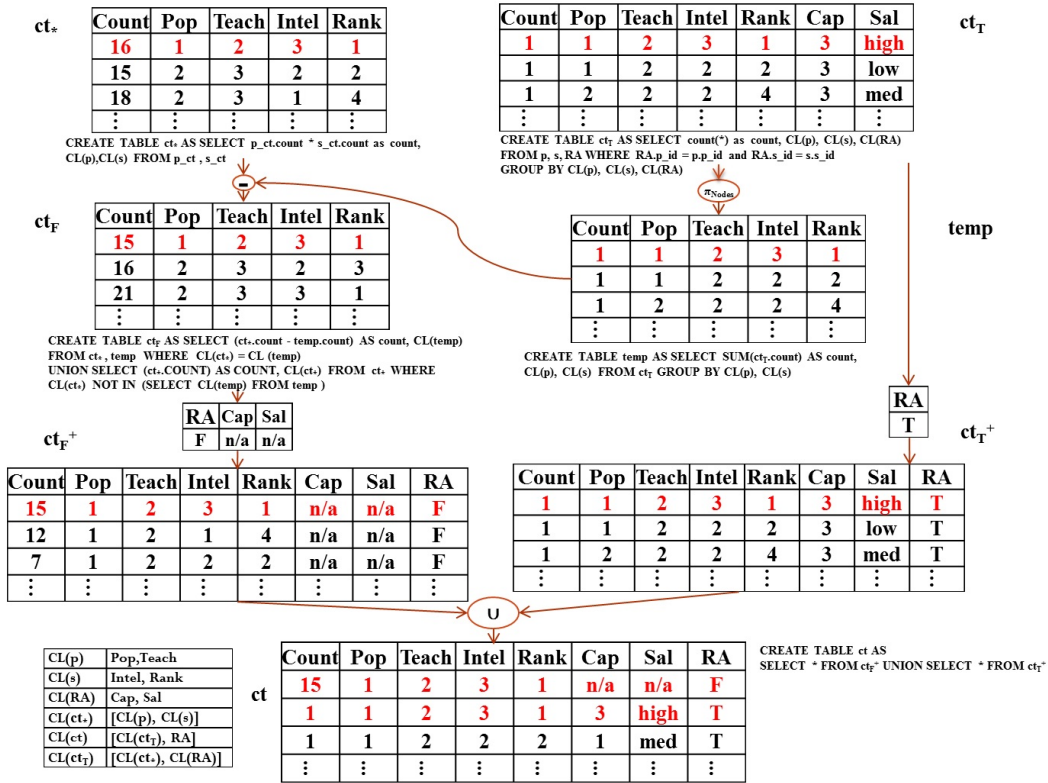 ct*
Count Pop Teach Intel Rank
16 1 2 3 1
15 2 3 2 2
18 2 3 1 4
⋮ ⋮ ⋮ ⋮ ⋮
CREATE TABLE ct* AS SELECT p_ct.count * s_ct.count as count,
CL(p),CL(s) FROM p_ct , s_ct
-
ct_T
Count Pop Teach Intel Rank Cap Sal
1 1 2 3 1 3 high
1 1 2 2 2 3 low
1 2 2 2 4 3 med
⋮ ⋮ ⋮ ⋮ ⋮ ⋮ ⋮
CREATE TABLE ct_T AS SELECT count(*) as count, CL(p), CL(s), CL(RA)
FROM p, s, RA WHERE RA.p_id = p.p_id and RA.s_id = s.s_id
GROUP BY CL(p), CL(s), CL(RA)
π_Nodes
ct_F
Count Pop Teach Intel Rank
15 1 2 3 1
16 2 3 2 3
21 2 3 3 1
⋮ ⋮ ⋮ ⋮ ⋮
CREATE TABLE ct_F AS SELECT (ct*.count - temp.count) AS count, CL(temp)
FROM ct* , temp WHERE CL(ct*) = CL (temp)
UNION SELECT (ct*.COUNT) AS COUNT, CL(ct*) FROM ct* WHERE
CL(ct*) NOT IN (SELECT CL(temp) FROM temp )
temp
Count Pop Teach Intel Rank
1 1 2 3 1
1 1 2 2 2
1 2 2 2 4
⋮ ⋮ ⋮ ⋮ ⋮
CREATE TABLE temp AS SELECT SUM(ct_T.count) AS count,
CL(p), CL(s) FROM ct_T GROUP BY CL(p), CL(s)
RA Cap Sal
F n/a n/a
RA
T
ct_F⁺
Count Pop Teach Intel Rank Cap Sal RA
15 1 2 3 1 n/a n/a F
12 1 2 1 4 n/a n/a F
7 1 2 2 2 n/a n/a F
⋮ ⋮ ⋮ ⋮ ⋮ ⋮ ⋮ ⋮
ct_T⁺
Count Pop Teach Intel Rank Cap Sal RA
1 1 2 3 1 3 high T
1 1 2 2 2 3 low T
1 2 2 2 4 3 med T
⋮ ⋮ ⋮ ⋮ ⋮ ⋮ ⋮ ⋮
∪
CL(p) Pop,Teach
CL(s) Intel, Rank
CL(RA) Cap, Sal
CL(ct*) [CL(p), CL(s)]
CL(ct) [CL(ct_T), RA]
CL(ct_T) [CL(ct*), CL(RA)]
ct
Count Pop Teach Intel Rank Cap Sal RA
15 1 2 3 1 n/a n/a F
1 1 2 3 1 3 high T
1 1 2 2 2 1 med T
⋮ ⋮ ⋮ ⋮ ⋮ ⋮ ⋮ ⋮
CREATE TABLE ct AS
SELECT * FROM ct_F⁺ UNION SELECT * FROM ct_T⁺